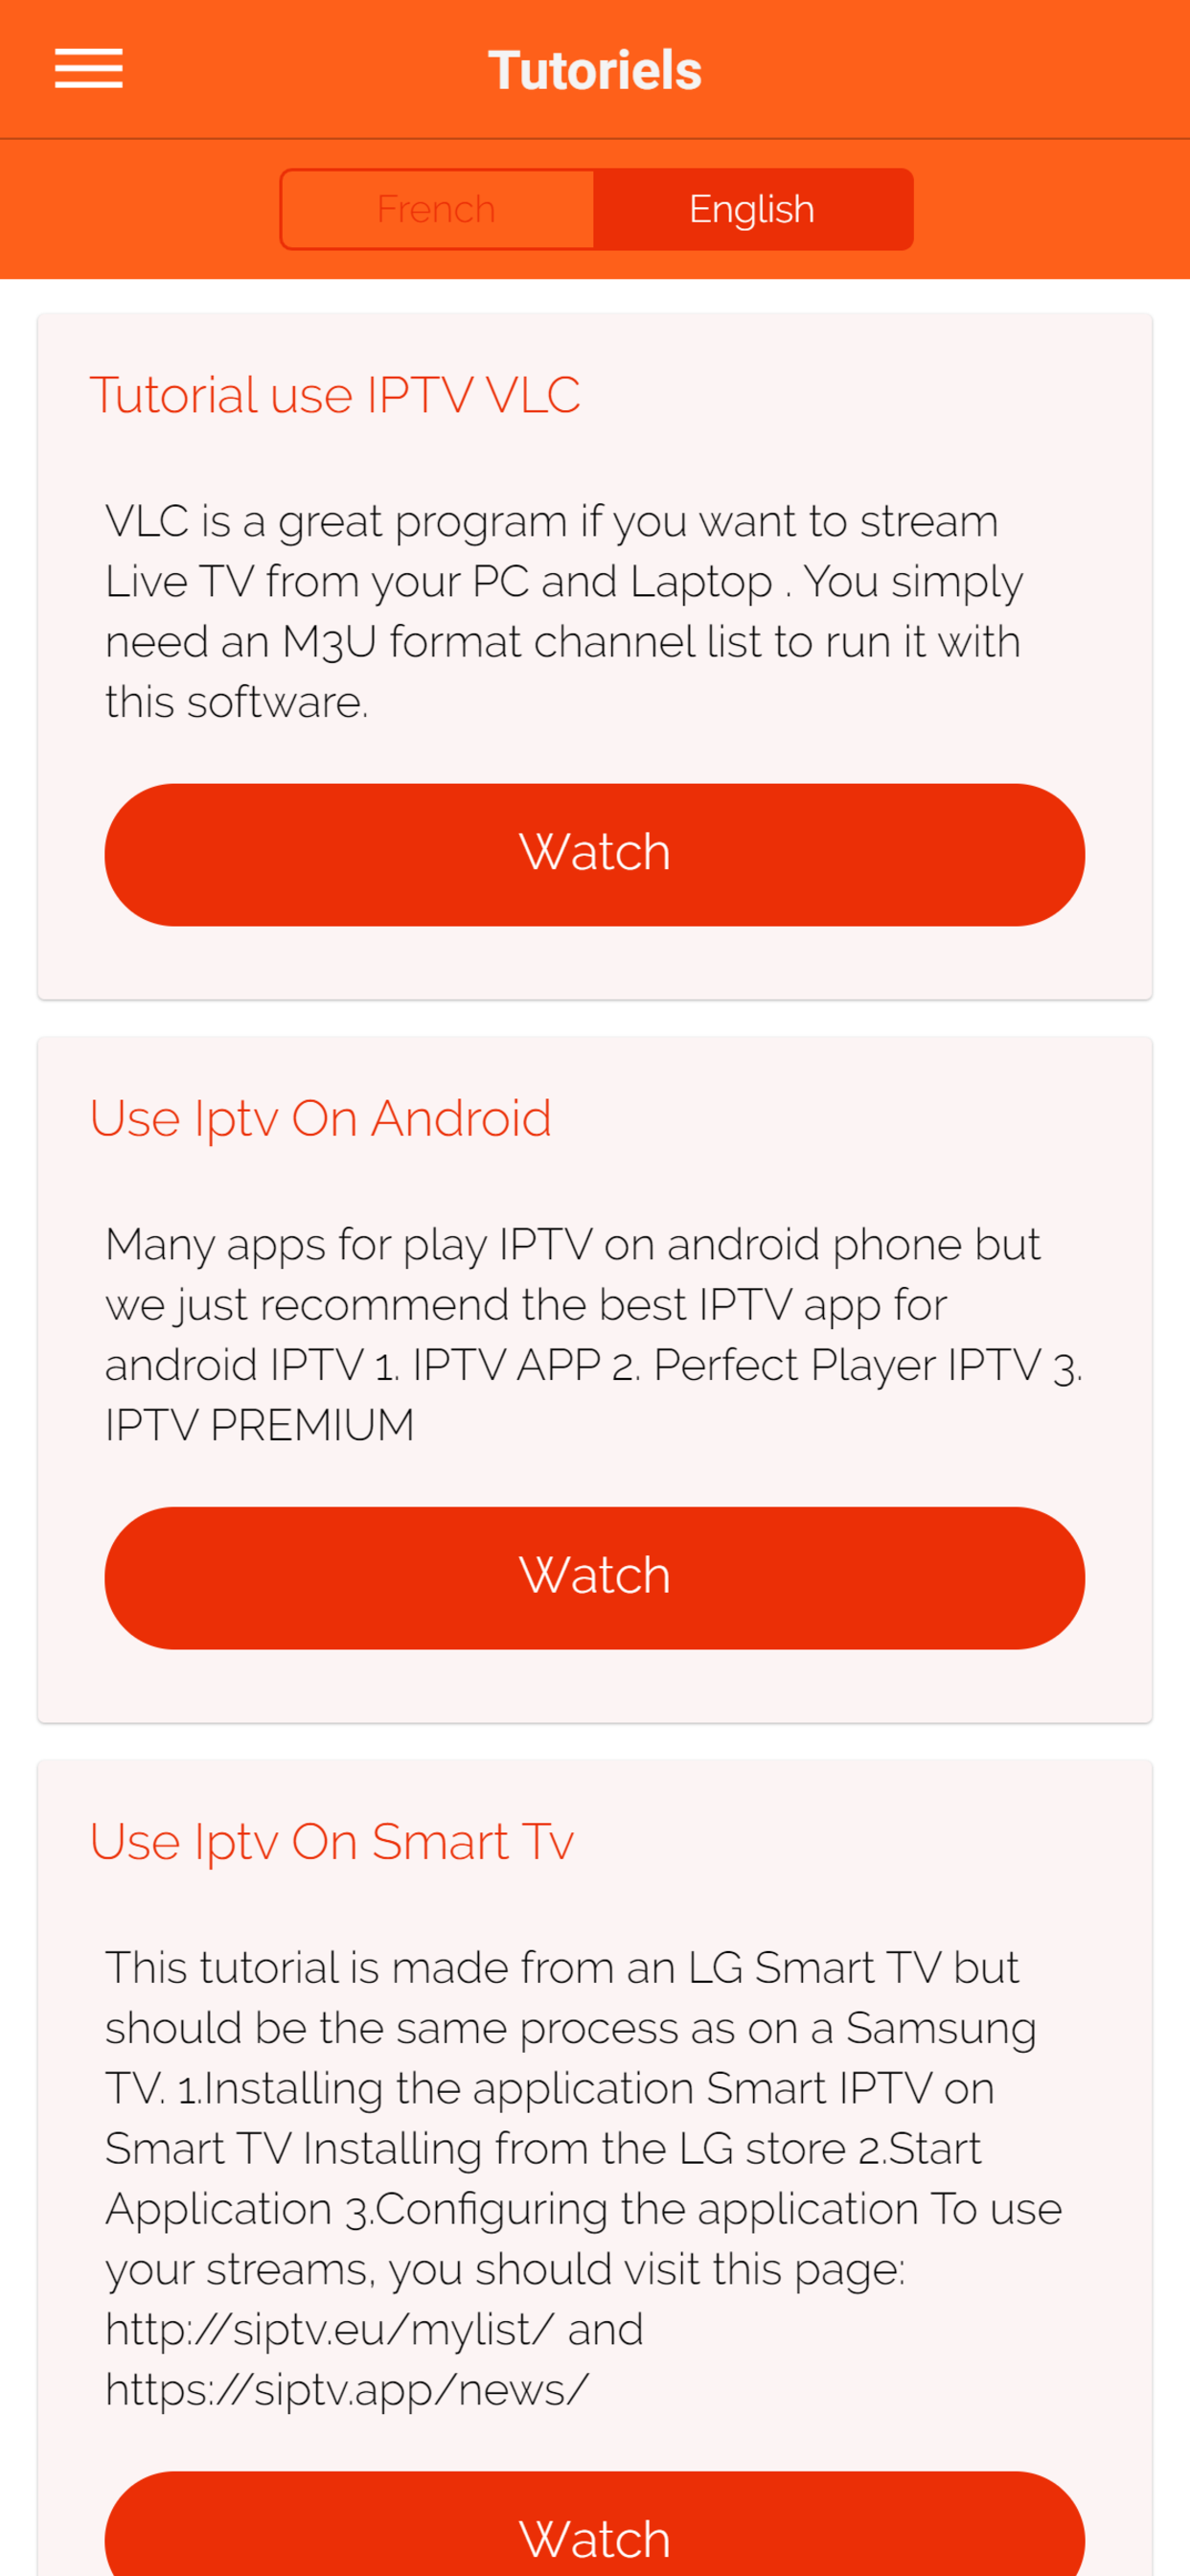 Tutoriels
French
English
Tutorial use IPTV VLC
VLC is a great program if you want to stream
Live TV from your PC and Laptop . You simply
need an M3U format channel list to run it with
this software.
Watch
Use Iptv On Android
Many apps for play IPTV on android phone but
we just recommend the best IPTV app for
android IPTV 1. IPTV APP 2. Perfect Player IPTV 3.
IPTV PREMIUM
Watch
Use Iptv On Smart Tv
This tutorial is made from an LG Smart TV but
should be the same process as on a Samsung
TV. 1.Installing the application Smart IPTV on
Smart TV Installing from the LG store 2.Start
Application 3.Configuring the application To use
your streams, you should visit this page:
http://siptv.eu/mylist/ and
https://siptv.app/news/
Watch